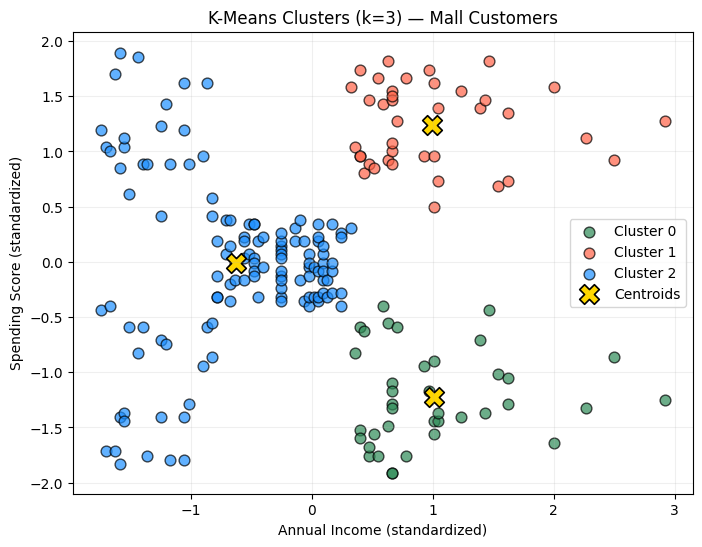 K-Means Clusters (k=3) — Mall Customers
Spending Score (standardized)
2.0
1.5
1.0
0.5
0.0
−0.5
−1.0
−1.5
−2.0
Cluster 0
Cluster 1
Cluster 2
Centroids
−1
0
1
2
3
Annual Income (standardized)